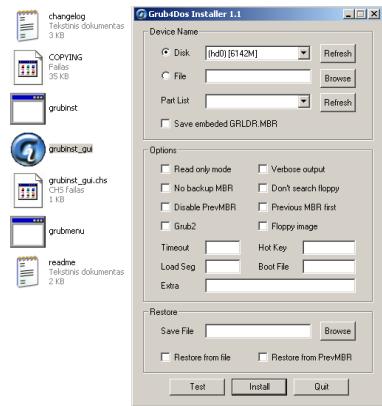 changelog
Tekstinis dokumentas
3 KB
COPYING
Failas
35 KB
grubinst
grubinst_gui
grubinst_gui.chs
CHS failas
1 KB
grubmenu
readme
Tekstinis dokumentas
2 KB
Grub4Dos Installer 1.1
Device Name
Disk (hd0) [6142M] Refresh
File Browse
Part List Refresh
Save embeded GRLDR.MBR
Options
Read only mode Verbose output
No backup MBR Don't search floppy
Disable PrevMBR Previous MBR first
Grub2 Floppy image
Timeout Hot Key
Load Seg Boot File
Extra
Restore
Save File Browse
Restore from file Restore from PrevMBR
Test Install Quit